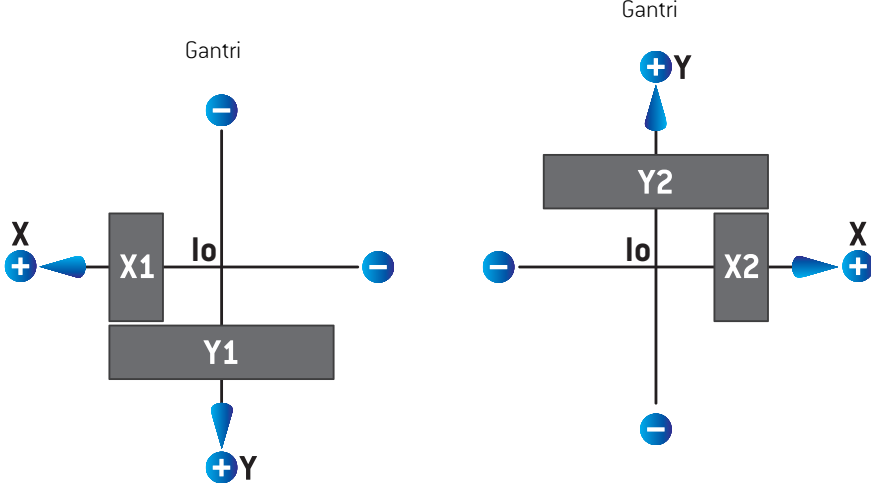 Gantri
−
X
+
X1
Io
−
Y1
+ Y
Gantri
+ Y
Y2
−
Io
X2
X
+
−